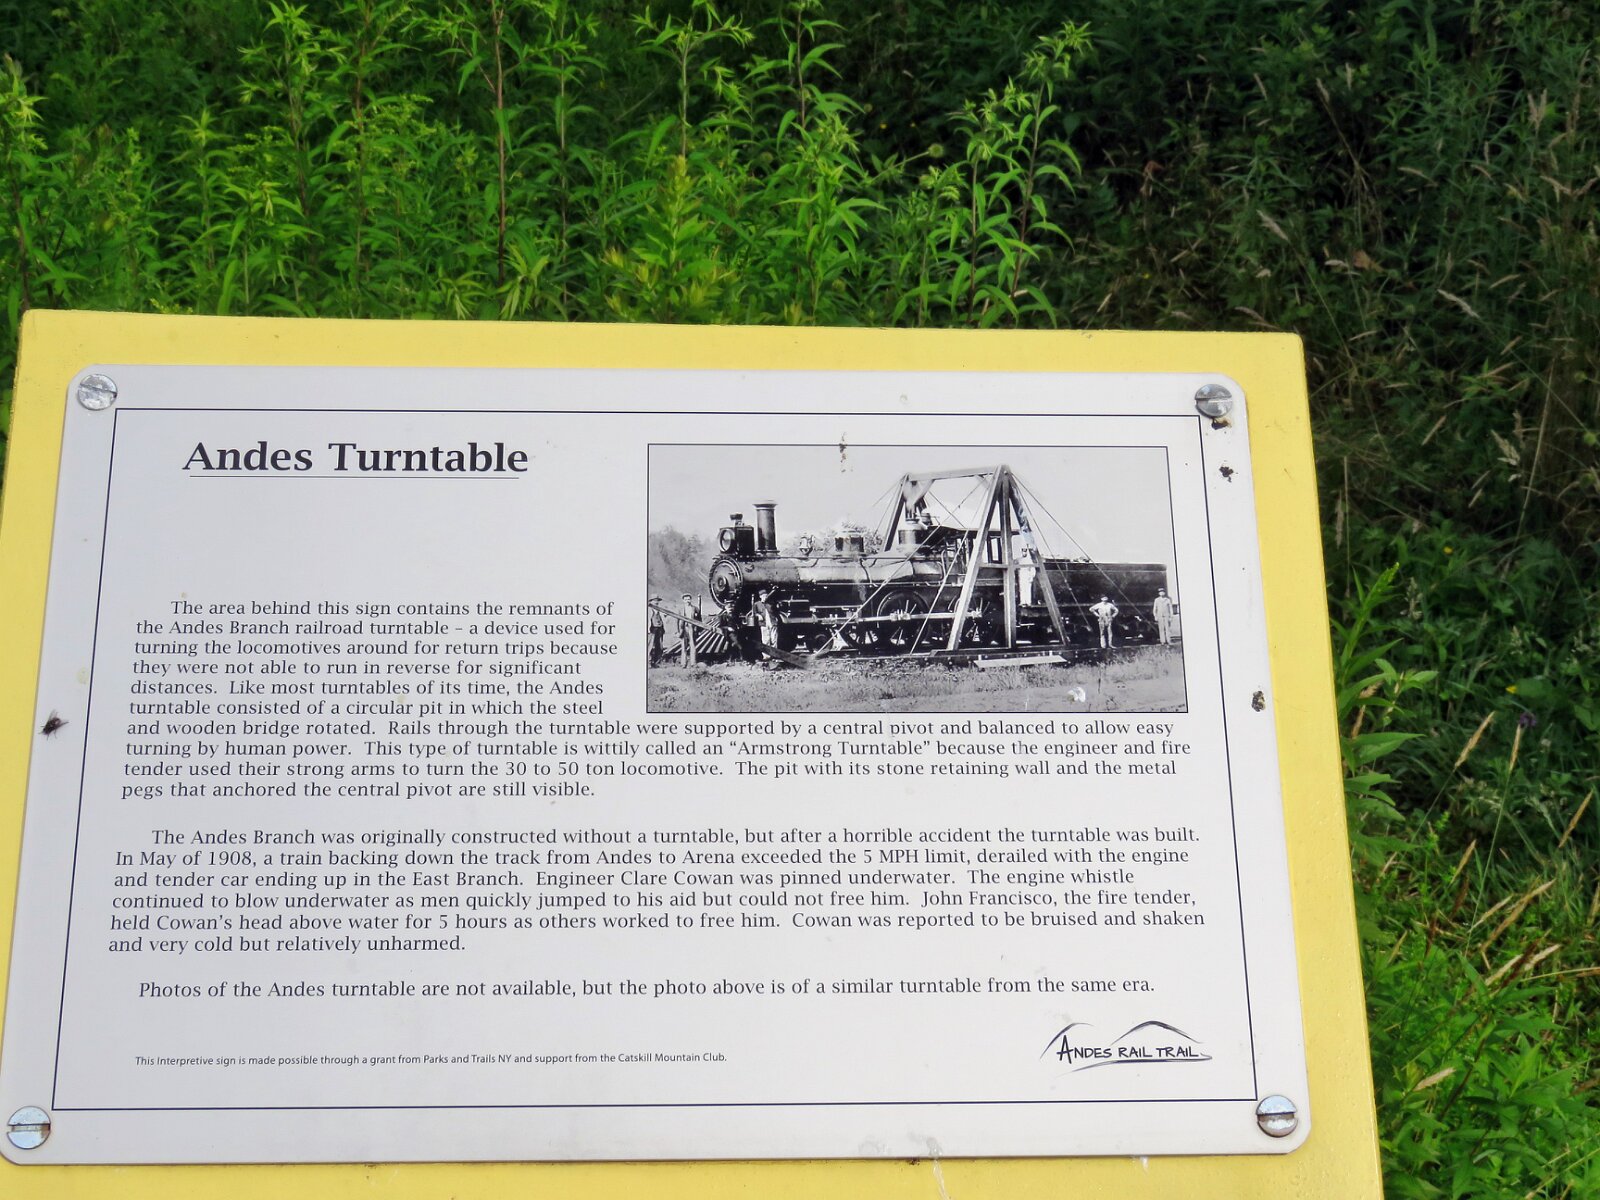 Andes Turntable
The area behind this sign contains the remnants of
the Andes Branch railroad turntable – a device used for
turning the locomotives around for return trips because
they were not able to run in reverse for significant
distances. Like most turntables of its time, the Andes
turntable consisted of a circular pit in which the steel
and wooden bridge rotated. Rails through the turntable were supported by a central pivot and balanced to allow easy
turning by human power. This type of turntable is wittily called an “Armstrong Turntable” because the engineer and fire
tender used their strong arms to turn the 30 to 50 ton locomotive. The pit with its stone retaining wall and the metal
pegs that anchored the central pivot are still visible.
The Andes Branch was originally constructed without a turntable, but after a horrible accident the turntable was built.
In May of 1908, a train backing down the track from Andes to Arena exceeded the 5 MPH limit, derailed with the engine
and tender car ending up in the East Branch. Engineer Clare Cowan was pinned underwater. The engine whistle
continued to blow underwater as men quickly jumped to his aid but could not free him. John Francisco, the fire tender,
held Cowan’s head above water for 5 hours as others worked to free him. Cowan was reported to be bruised and shaken
and very cold but relatively unharmed.
Photos of the Andes turntable are not available, but the photo above is of a similar turntable from the same era.
This Interpretive sign is made possible through a grant from Parks and Trails NY and support from the Catskill Mountain Club.
ANDES RAIL TRAIL